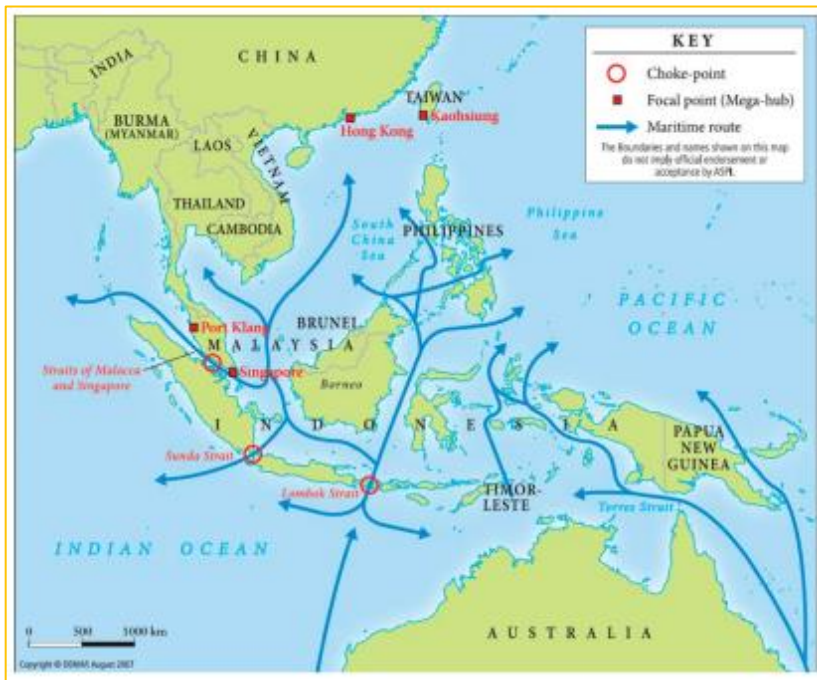 KEY
Choke-point
Focal point (Mega-hub)
Maritime route
The Boundaries and names shown on this map
do not imply official endorsement or
acceptance by ASPI.
CHINA
INDIA
TAIWAN
Kaohsiung
Hong Kong
BURMA
(MYANMAR)
LAOS
VIETNAM
THAILAND
CAMBODIA
South
China
Sea
PHILIPPINES
Philippine
Sea
PACIFIC
OCEAN
Port Klang
BRUNEI
MALAYSIA
Straits of Malacca
and Singapore
Singapore
Borneo
INDONESIA
PAPUA
NEW
GUINEA
Sunda Strait
Lombok Strait
TIMOR-
LESTE
Torres Strait
INDIAN OCEAN
AUSTRALIA
0 500 1000 km
Copyright © DEMAS August 2007